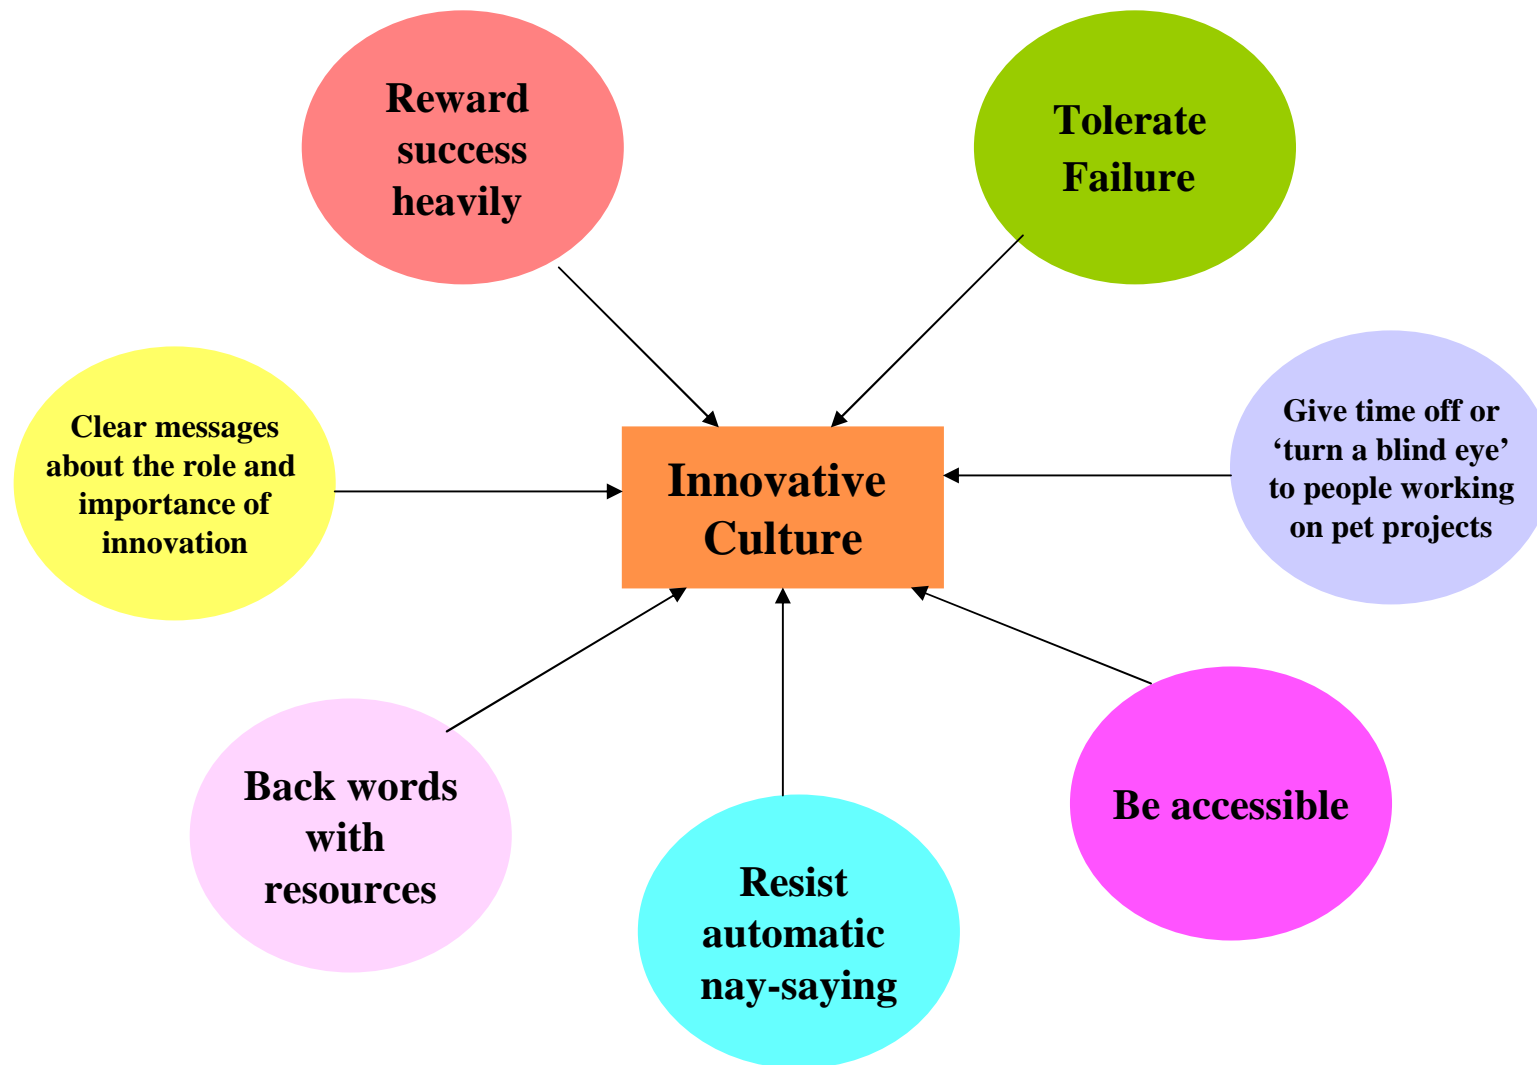 Reward
success
heavily
Tolerate
Failure
Clear messages
about the role and
importance of
innovation
Innovative
Culture
Give time off or
‘turn a blind eye’
to people working
on pet projects
Back words
with
resources
Resist
automatic
nay-saying
Be accessible